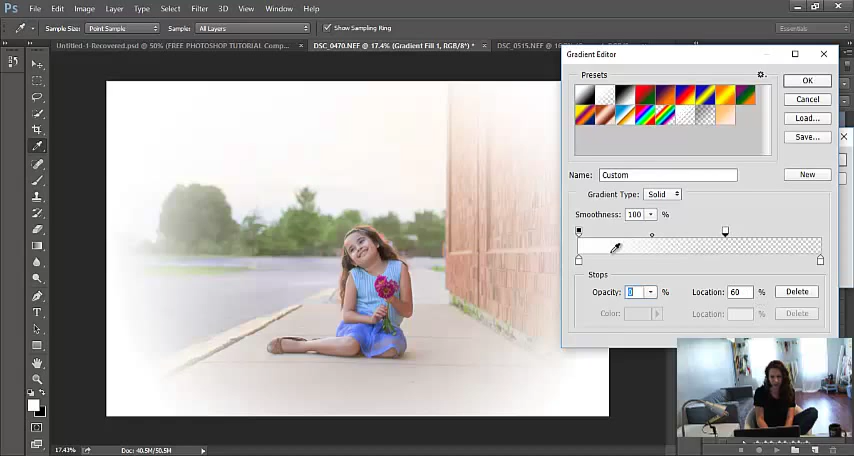 Ps File Edit Image Layer Type Select Filter 3D View Window Help
Sample Size: Point Sample Sampler: All Layers Show Sampling Ring Essentials
Untitled-1 Recovered.psd @ 50% (FREE PHOTOSHOP TUTORIAL Comp... × DSC_0470.NEF @ 17.4% (Gradient Fill 1, RGB/8*) * × DSC_0515.NEF
Gradient Editor
Presets
OK
Cancel
Load...
Save...
Name: Custom New
Gradient Type: Solid
Smoothness: 100 %
Stops
Opacity: 0 % Location: 60 % Delete
Color: Location: % Delete
17.43% Doc: 40.5M/50.5M